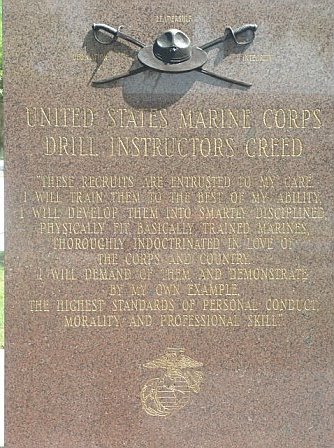 LEADERSHIP
UNITED STATES MARINE CORPS
DRILL INSTRUCTORS CREED
"THESE RECRUITS ARE ENTRUSTED TO MY CARE.
I WILL TRAIN THEM TO THE BEST OF MY ABILITY.
I WILL DEVELOP THEM INTO SMARTLY DISCIPLINED,
PHYSICALLY FIT, BASICALLY TRAINED MARINES,
THOROUGHLY INDOCTRINATED IN LOVE OF
THE CORPS AND COUNTRY.
I WILL DEMAND OF THEM, AND DEMONSTRATE
BY MY OWN EXAMPLE,
THE HIGHEST STANDARDS OF PERSONAL CONDUCT,
MORALITY AND PROFESSIONAL SKILL."